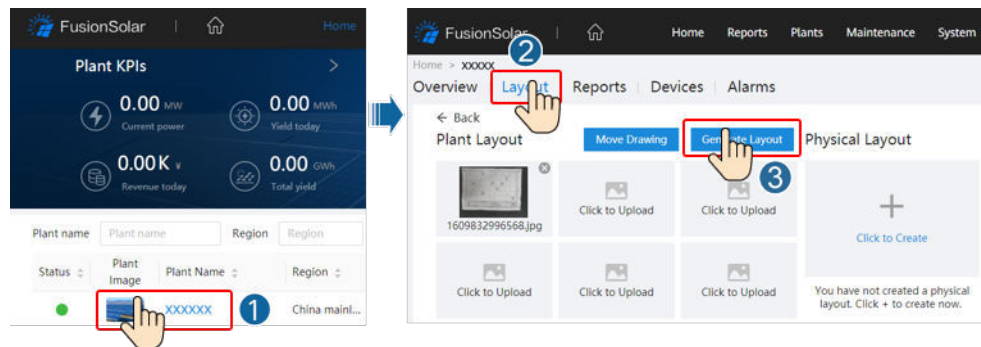 FusionSolar
Home
Plant KPIs
0.00 MW
Current power
0.00 MWh
Yield today
0.00K ¥
Revenue today
0.00 GWh
Total yield
Plant name
Plant name
Region
Region
Status
Plant Image
Plant Name
Region
XXXXXX
1
China mainl...
FusionSolar
Home
Reports
Plants
Maintenance
System
2
Home > XXXXX
Overview
Layout
Reports
Devices
Alarms
← Back
Plant Layout
Move Drawing
Generate Layout
Physical Layout
3
1609832996568.jpg
Click to Upload
Click to Upload
Click to Create
Click to Upload
Click to Upload
Click to Upload
You have not created a physical
layout. Click + to create now.